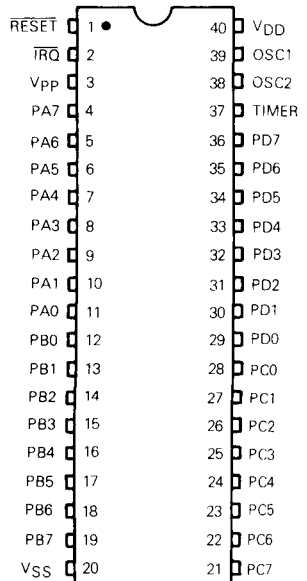 RESET 1 40 VDD
IRQ 2 39 OSC1
VPP 3 38 OSC2
PA7 4 37 TIMER
PA6 5 36 PD7
PA5 6 35 PD6
PA4 7 34 PD5
PA3 8 33 PD4
PA2 9 32 PD3
PA1 10 31 PD2
PA0 11 30 PD1
PB0 12 29 PD0
PB1 13 28 PC0
PB2 14 27 PC1
PB3 15 26 PC2
PB4 16 25 PC3
PB5 17 24 PC4
PB6 18 23 PC5
PB7 19 22 PC6
VSS 20 21 PC7